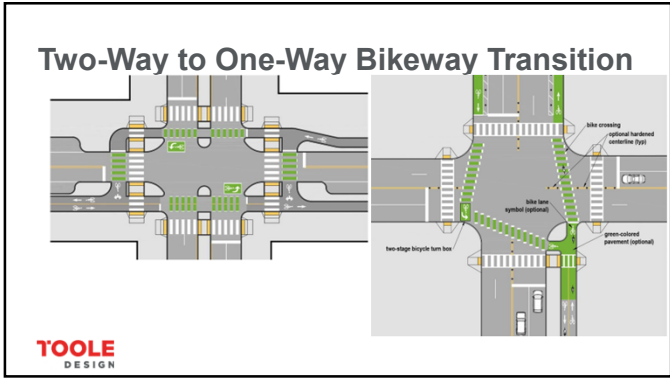 Two-Way to One-Way Bikeway Transition
bike crossing
optional hardened
centerline (typ)
bike lane
symbol (optional)
two-stage bicycle turn box
green-colored
pavement (optional)
TOOLE
DESIGN